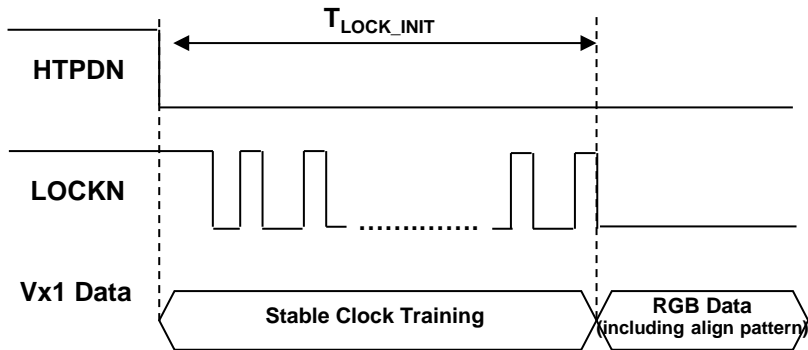 T_LOCK_INIT
HTPDN
LOCKN
Vx1 Data
Stable Clock Training
RGB Data
(including align pattern)